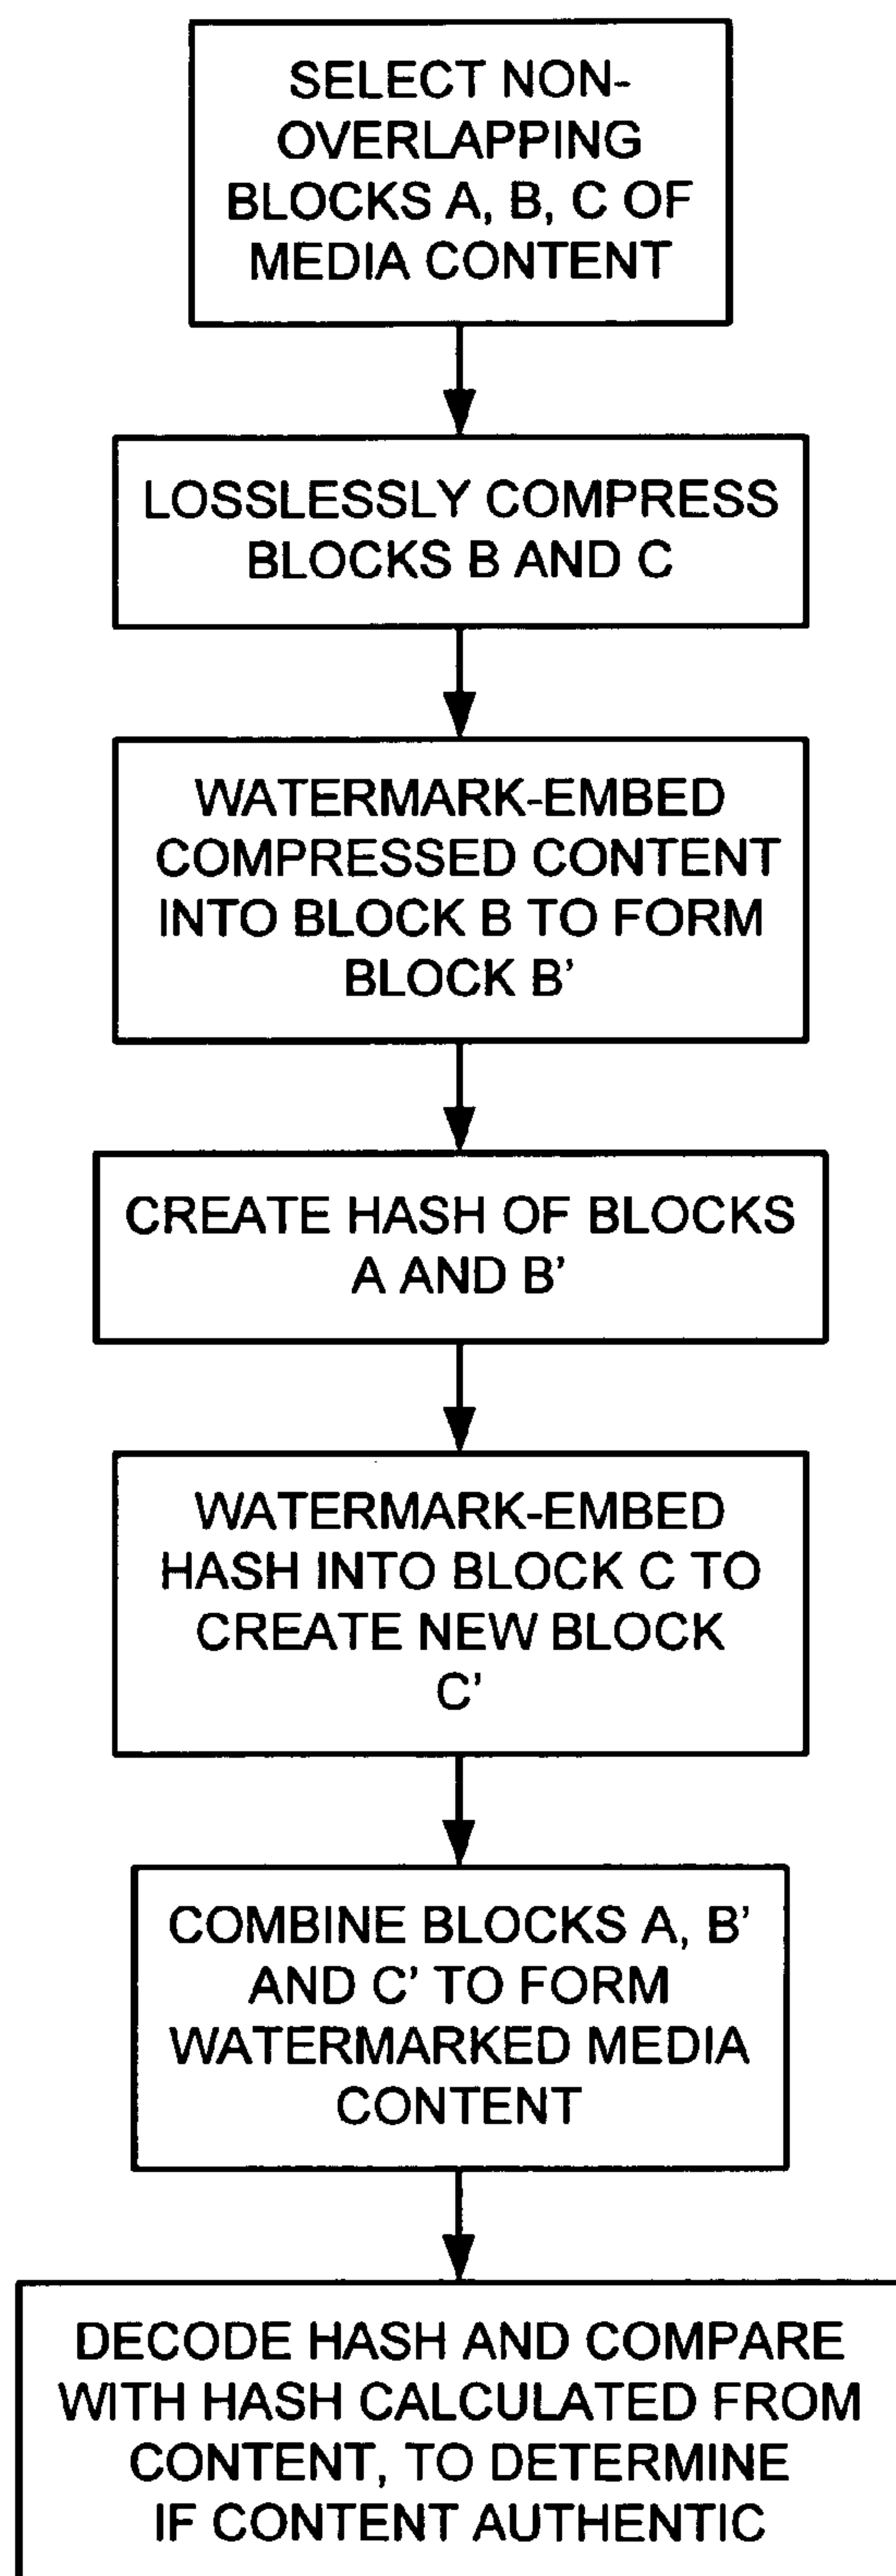 SELECT NON-
OVERLAPPING
BLOCKS A, B, C OF
MEDIA CONTENT
LOSSLESSLY COMPRESS
BLOCKS B AND C
WATERMARK-EMBED
COMPRESSED CONTENT
INTO BLOCK B TO FORM
BLOCK B’
CREATE HASH OF BLOCKS
A AND B’
WATERMARK-EMBED
HASH INTO BLOCK C TO
CREATE NEW BLOCK
C’
COMBINE BLOCKS A, B’
AND C’ TO FORM
WATERMARKED MEDIA
CONTENT
DECODE HASH AND COMPARE
WITH HASH CALCULATED FROM
CONTENT, TO DETERMINE
IF CONTENT AUTHENTIC